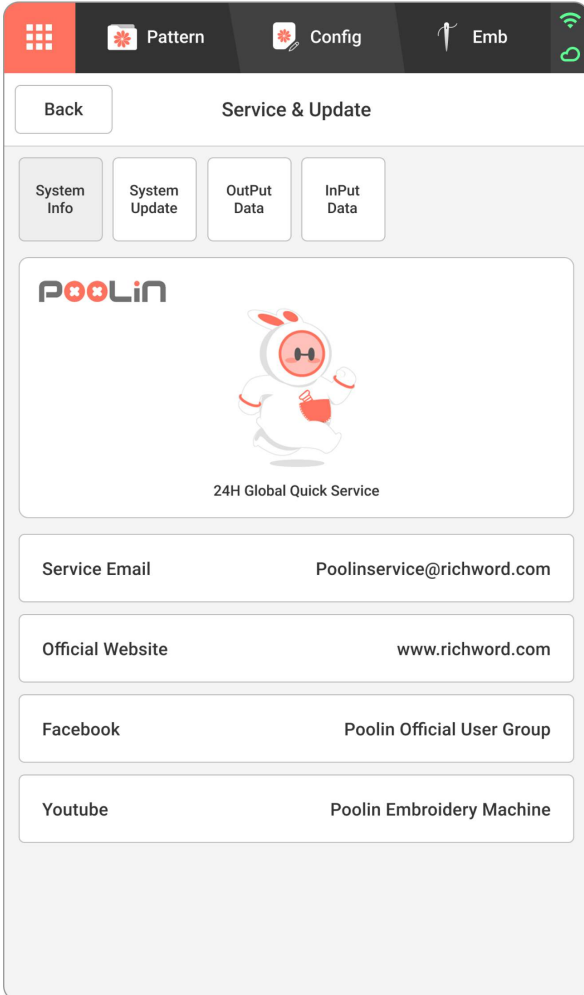 Pattern
Config
Emb
Back
Service & Update
System
Info
System
Update
OutPut
Data
InPut
Data
POOLIN
24H Global Quick Service
Service Email Poolinservice@richword.com
Official Website www.richword.com
Facebook Poolin Official User Group
Youtube Poolin Embroidery Machine